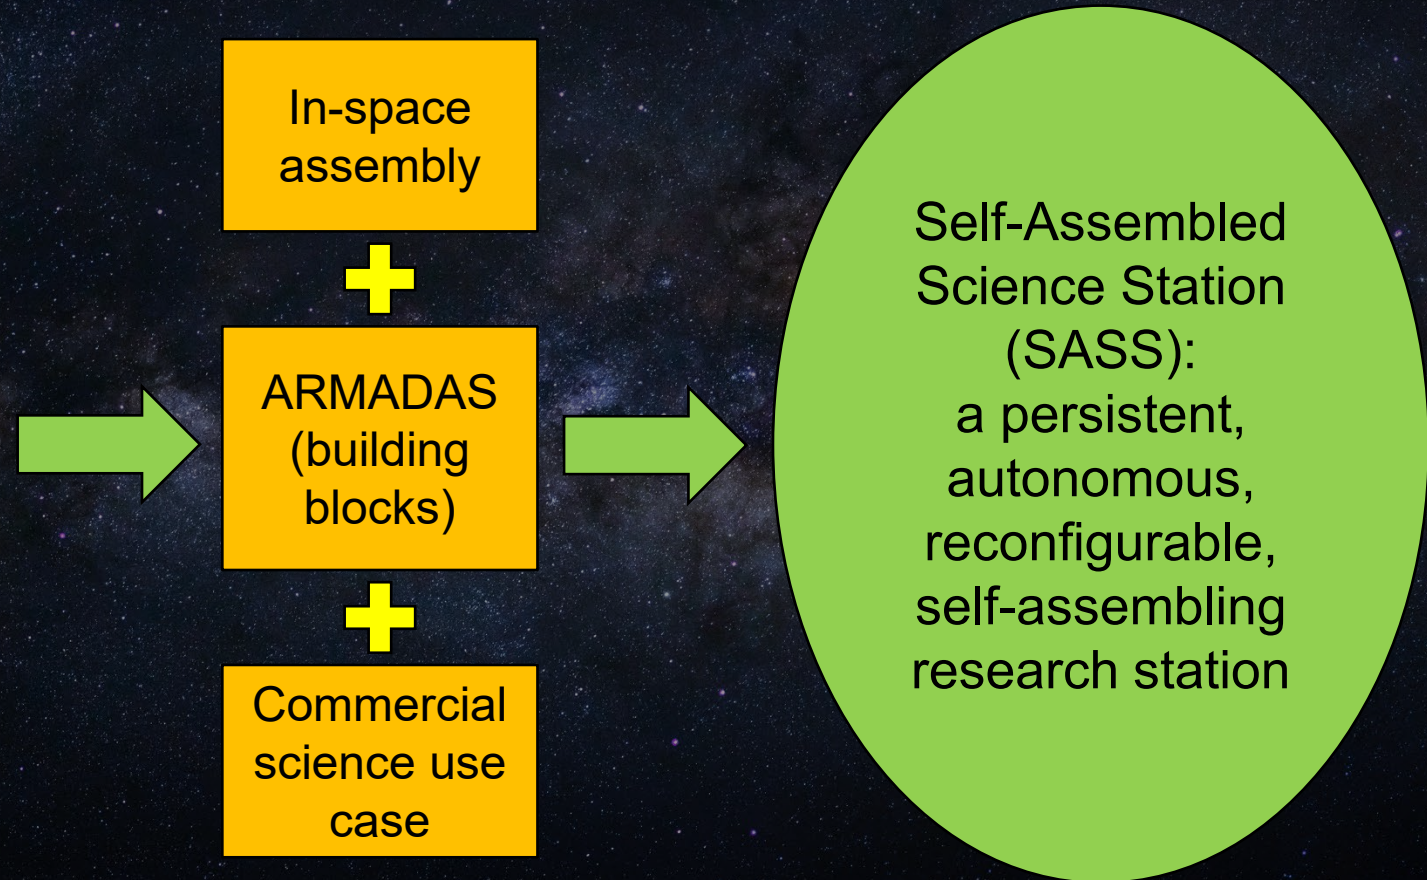 In-space
assembly
ARMADAS
(building
blocks)
Commercial
science use
case
Self-Assembled
Science Station
(SASS):
a persistent,
autonomous,
reconfigurable,
self-assembling
research station